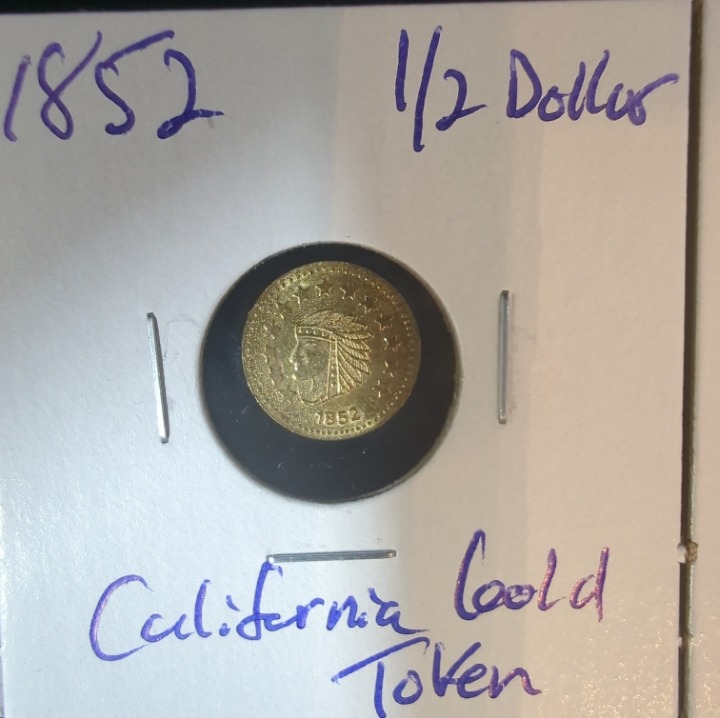 1852 1/2 Dollar
1852
California Gold
Token